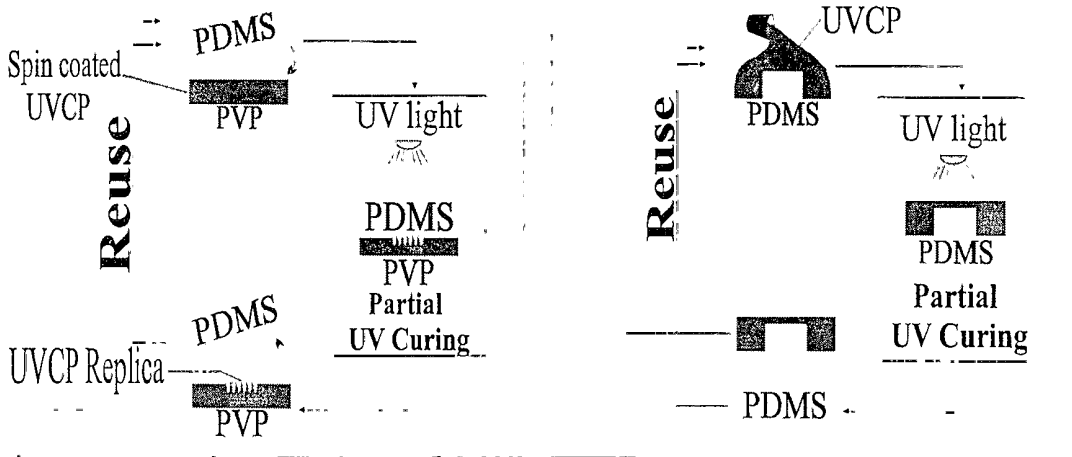 PDMS
Spin coated
UVCP
PVP
UV light
Reuse
PDMS
PVP
Partial
UV Curing
PDMS
UVCP Replica
PVP
UVCP
PDMS
UV light
Reuse
PDMS
Partial
UV Curing
PDMS